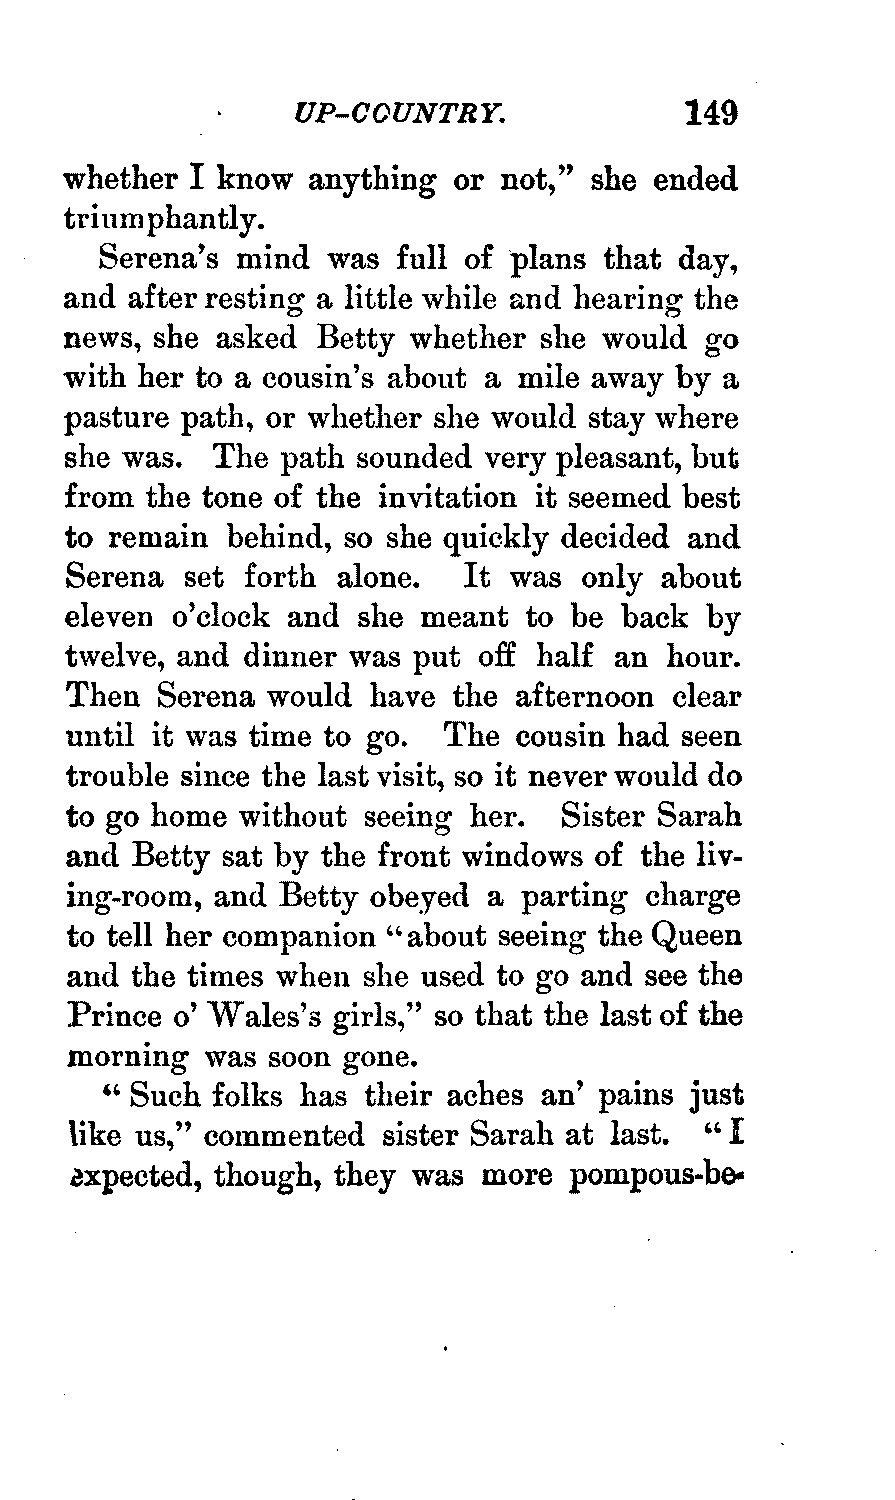 UP-COUNTRY. 149
whether I know anything or not,” she ended
triumphantly.
Serena’s mind was full of plans that day,
and after resting a little while and hearing the
news, she asked Betty whether she would go
with her to a cousin’s about a mile away by a
pasture path, or whether she would stay where
she was. The path sounded very pleasant, but
from the tone of the invitation it seemed best
to remain behind, so she quickly decided and
Serena set forth alone. It was only about
eleven o’clock and she meant to be back by
twelve, and dinner was put off half an hour.
Then Serena would have the afternoon clear
until it was time to go. The cousin had seen
trouble since the last visit, so it never would do
to go home without seeing her. Sister Sarah
and Betty sat by the front windows of the liv-
ing-room, and Betty obeyed a parting charge
to tell her companion “about seeing the Queen
and the times when she used to go and see the
Prince o’ Wales’s girls,” so that the last of the
morning was soon gone.
“Such folks has their aches an’ pains just
like us,” commented sister Sarah at last. “I
expected, though, they was more pompous-be-